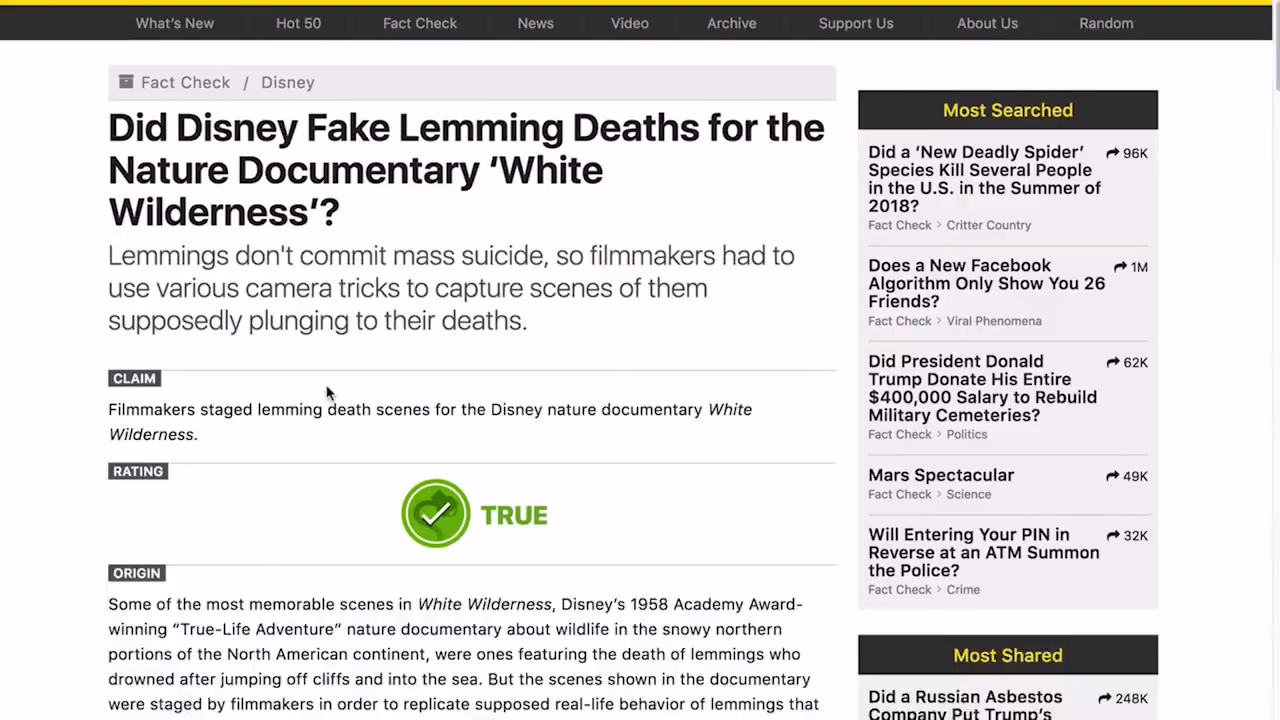 What's New Hot 50 Fact Check News Video Archive Support Us About Us Random
Fact Check / Disney
Did Disney Fake Lemming Deaths for the
Nature Documentary ‘White
Wilderness’?
Lemmings don't commit mass suicide, so filmmakers had to
use various camera tricks to capture scenes of them
supposedly plunging to their deaths.
CLAIM
Filmmakers staged lemming death scenes for the Disney nature documentary White
Wilderness.
RATING
TRUE
ORIGIN
Some of the most memorable scenes in White Wilderness, Disney’s 1958 Academy Award-
winning “True-Life Adventure” nature documentary about wildlife in the snowy northern
portions of the North American continent, were ones featuring the death of lemmings who
drowned after jumping off cliffs and into the sea. But the scenes shown in the documentary
were staged by filmmakers in order to replicate supposed real-life behavior of lemmings that
Most Searched
Did a ‘New Deadly Spider’ 96K
Species Kill Several People
in the U.S. in the Summer of
2018?
Fact Check > Critter Country
Does a New Facebook 1M
Algorithm Only Show You 26
Friends?
Fact Check > Viral Phenomena
Did President Donald 62K
Trump Donate His Entire
$400,000 Salary to Rebuild
Military Cemeteries?
Fact Check > Politics
Mars Spectacular 49K
Fact Check > Science
Will Entering Your PIN in 32K
Reverse at an ATM Summon
the Police?
Fact Check > Crime
Most Shared
Did a Russian Asbestos 248K
Company Put Trump’s